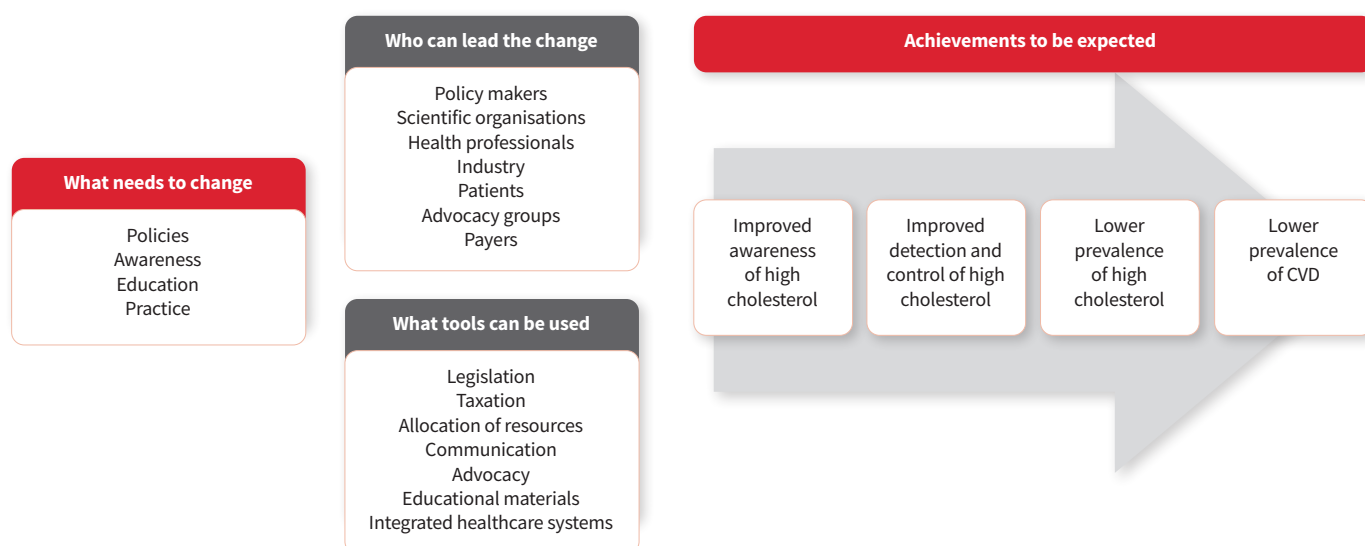 What needs to change
Policies
Awareness
Education
Practice
Who can lead the change
Policy makers
Scientific organisations
Health professionals
Industry
Patients
Advocacy groups
Payers
What tools can be used
Legislation
Taxation
Allocation of resources
Communication
Advocacy
Educational materials
Integrated healthcare systems
Achievements to be expected
Improved
awareness
of high
cholesterol
Improved
detection and
control of high
cholesterol
Lower
prevalence
of high
cholesterol
Lower
prevalence
of CVD